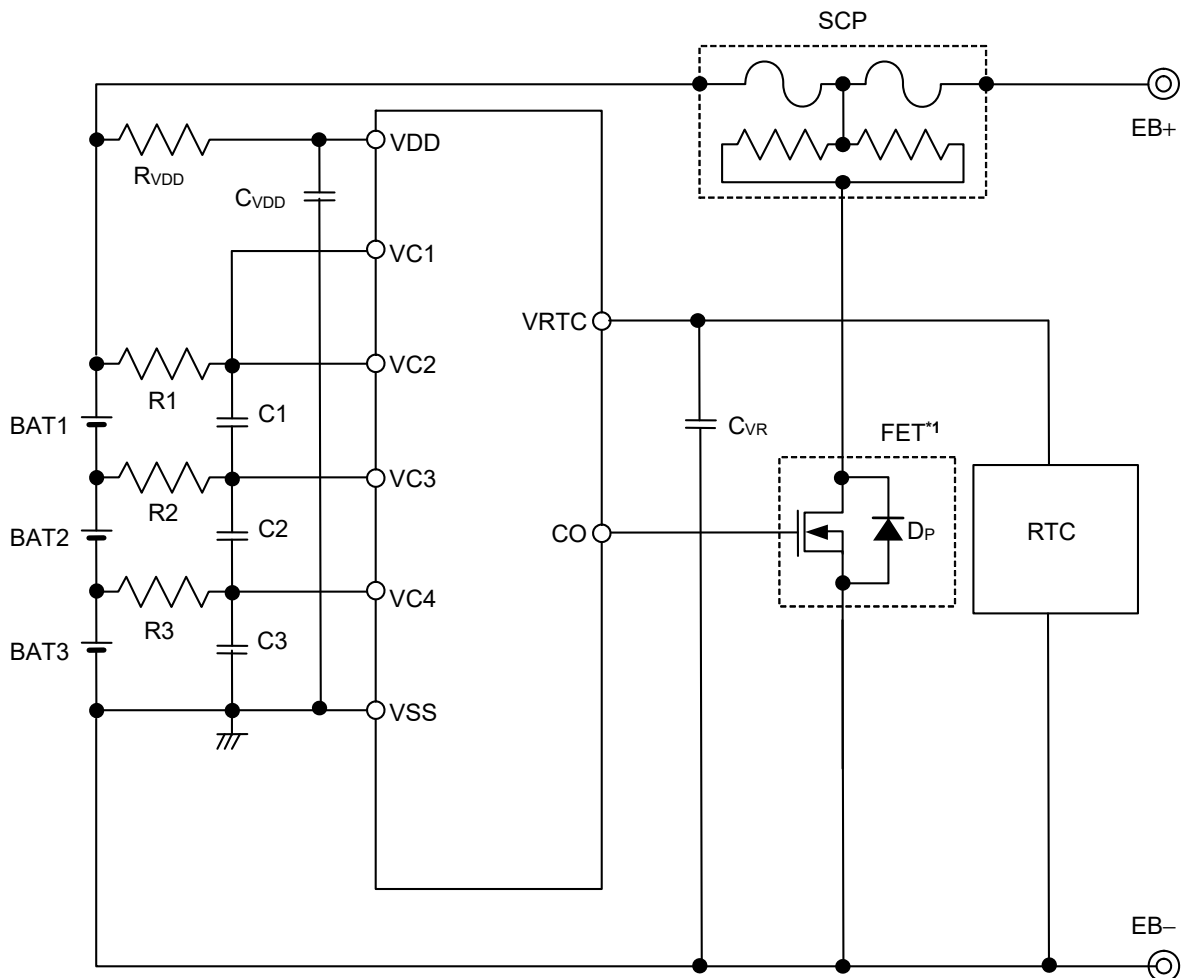 SCP
EB+
VDD
RVDD
CVDD
VC1
VRTC
VC2
R1
C1
BAT1
CVR
FET*1
VC3
R2
C2
CO
DP
RTC
BAT2
VC4
R3
C3
BAT3
VSS
EB−